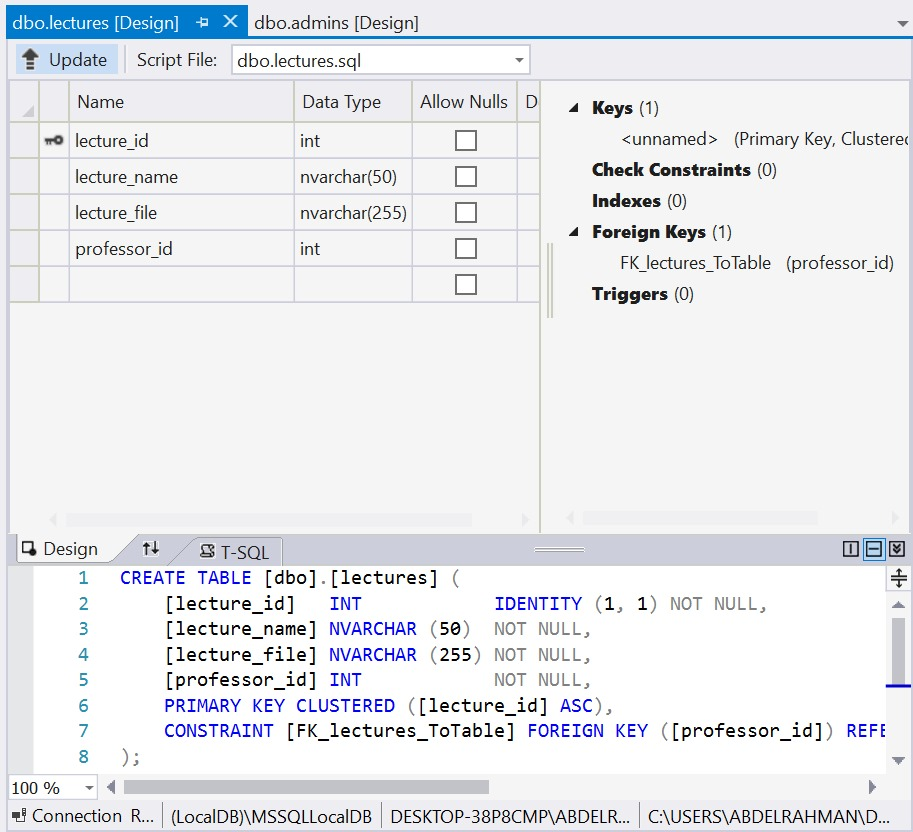 dbo.lectures [Design] dbo.admins [Design]
Update Script File: dbo.lectures.sql
Name Data Type Allow Nulls D
lecture_id int
lecture_name nvarchar(50)
lecture_file nvarchar(255)
professor_id int
Keys (1)
<unnamed> (Primary Key, Clustered
Check Constraints (0)
Indexes (0)
Foreign Keys (1)
FK_lectures_ToTable (professor_id)
Triggers (0)
Design T-SQL
1 CREATE TABLE [dbo].[lectures] (
2 [lecture_id] INT IDENTITY (1, 1) NOT NULL,
3 [lecture_name] NVARCHAR (50) NOT NULL,
4 [lecture_file] NVARCHAR (255) NOT NULL,
5 [professor_id] INT NOT NULL,
6 PRIMARY KEY CLUSTERED ([lecture_id] ASC),
7 CONSTRAINT [FK_lectures_ToTable] FOREIGN KEY ([professor_id]) REFE
8 );
100 %
Connection R... (LocalDB)\MSSQLLocalDB DESKTOP-38P8CMP\ABDELR... C:\USERS\ABDELRAHMAN\D...